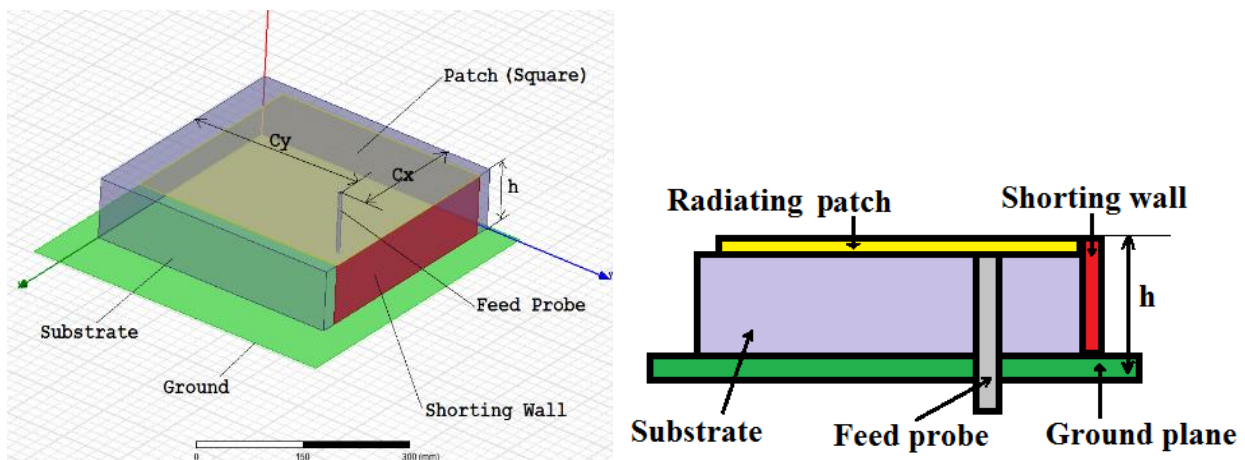 Patch (Square)
Cy
Cx
h
Feed Probe
Substrate
Ground
Shorting Wall
0
150
300 (mm)
Radiating patch
Shorting wall
h
Substrate
Feed probe
Ground plane